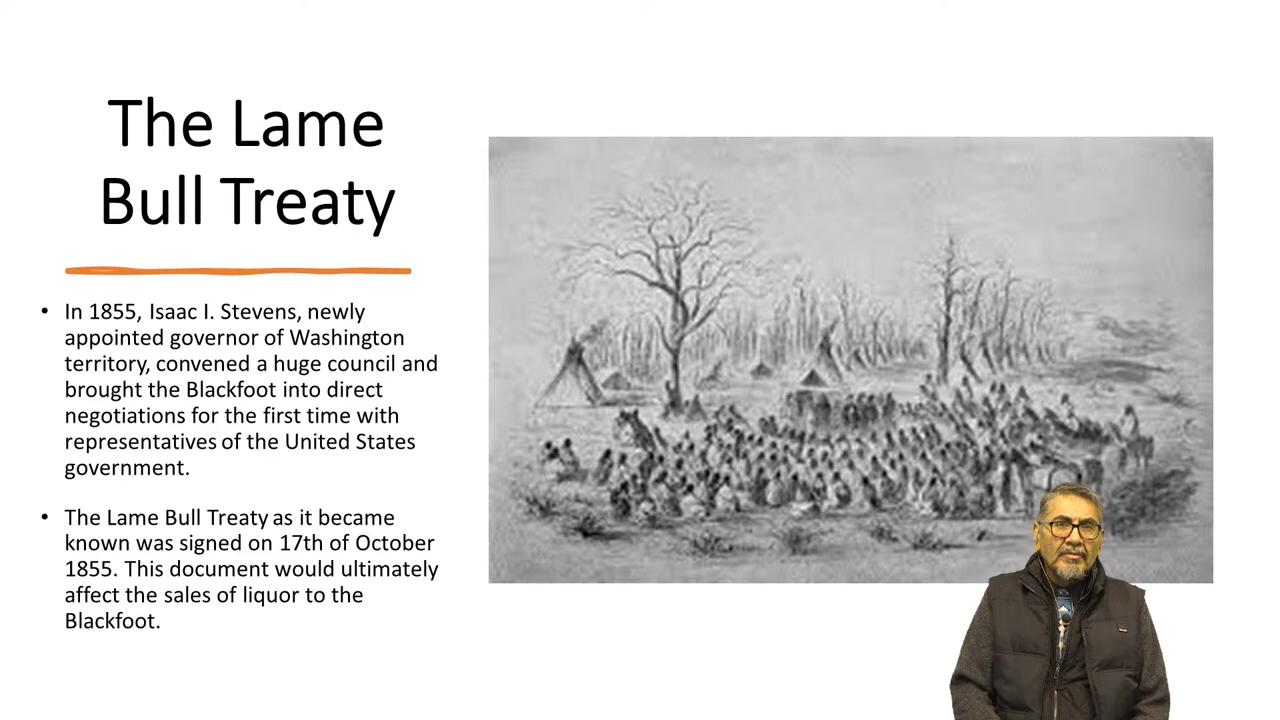 The Lame
Bull Treaty
• In 1855, Isaac I. Stevens, newly
appointed governor of Washington
territory, convened a huge council and
brought the Blackfoot into direct
negotiations for the first time with
representatives of the United States
government.
• The Lame Bull Treaty as it became
known was signed on 17th of October
1855. This document would ultimately
affect the sales of liquor to the
Blackfoot.